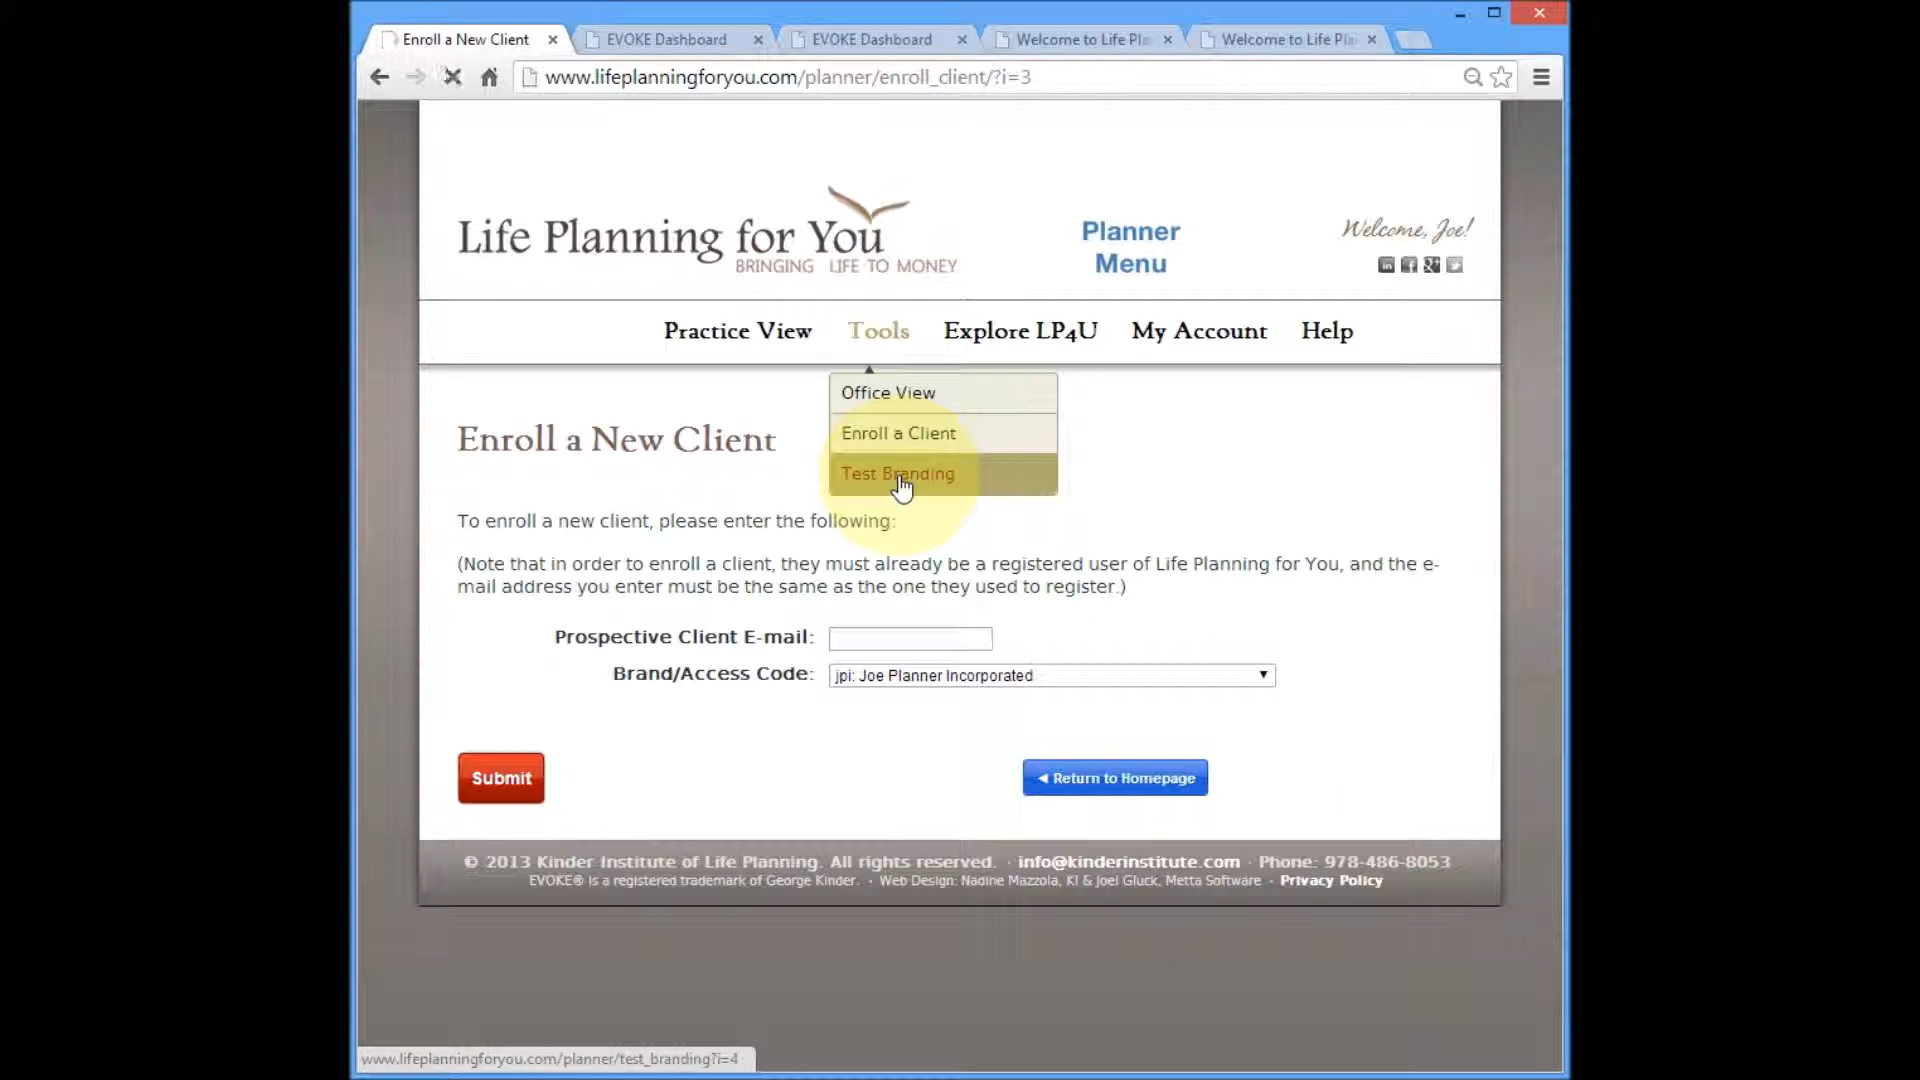 Enroll a New Client
EVOKE Dashboard
EVOKE Dashboard
Welcome to Life Pla
Welcome to Life Pla
www.lifeplanningforyou.com/planner/enroll_client/?i=3
Life Planning for You
BRINGING LIFE TO MONEY
Planner
Menu
Welcome, Joe!
Practice View
Tools
Explore LP4U
My Account
Help
Office View
Enroll a Client
Test Branding
Enroll a New Client
To enroll a new client, please enter the following:
(Note that in order to enroll a client, they must already be a registered user of Life Planning for You, and the e-
mail address you enter must be the same as the one they used to register.)
Prospective Client E-mail:
Brand/Access Code:
jpi: Joe Planner Incorporated
Submit
Return to Homepage
© 2013 Kinder Institute of Life Planning. All rights reserved. · info@kinderinstitute.com · Phone: 978-486-8053
EVOKE® is a registered trademark of George Kinder. · Web Design: Nadine Mazzola, KI & Joel Gluck, Metta Software · Privacy Policy
www.lifeplanningforyou.com/planner/test_branding?i=4